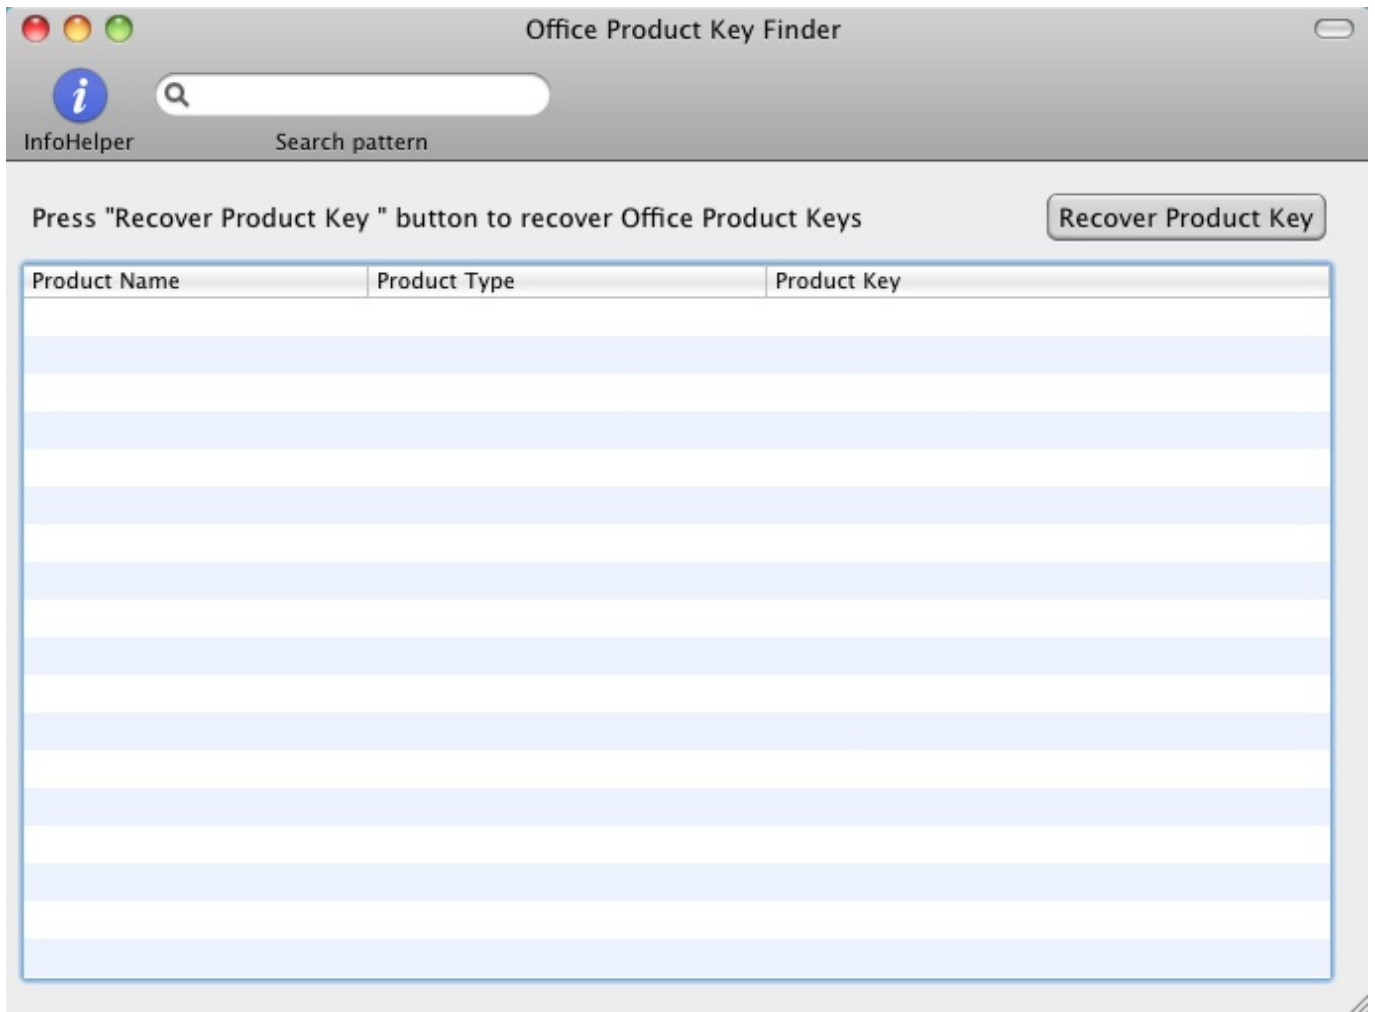 Office Product Key Finder
InfoHelper
Search pattern
Press "Recover Product Key " button to recover Office Product Keys
Recover Product Key
Product Name
Product Type
Product Key